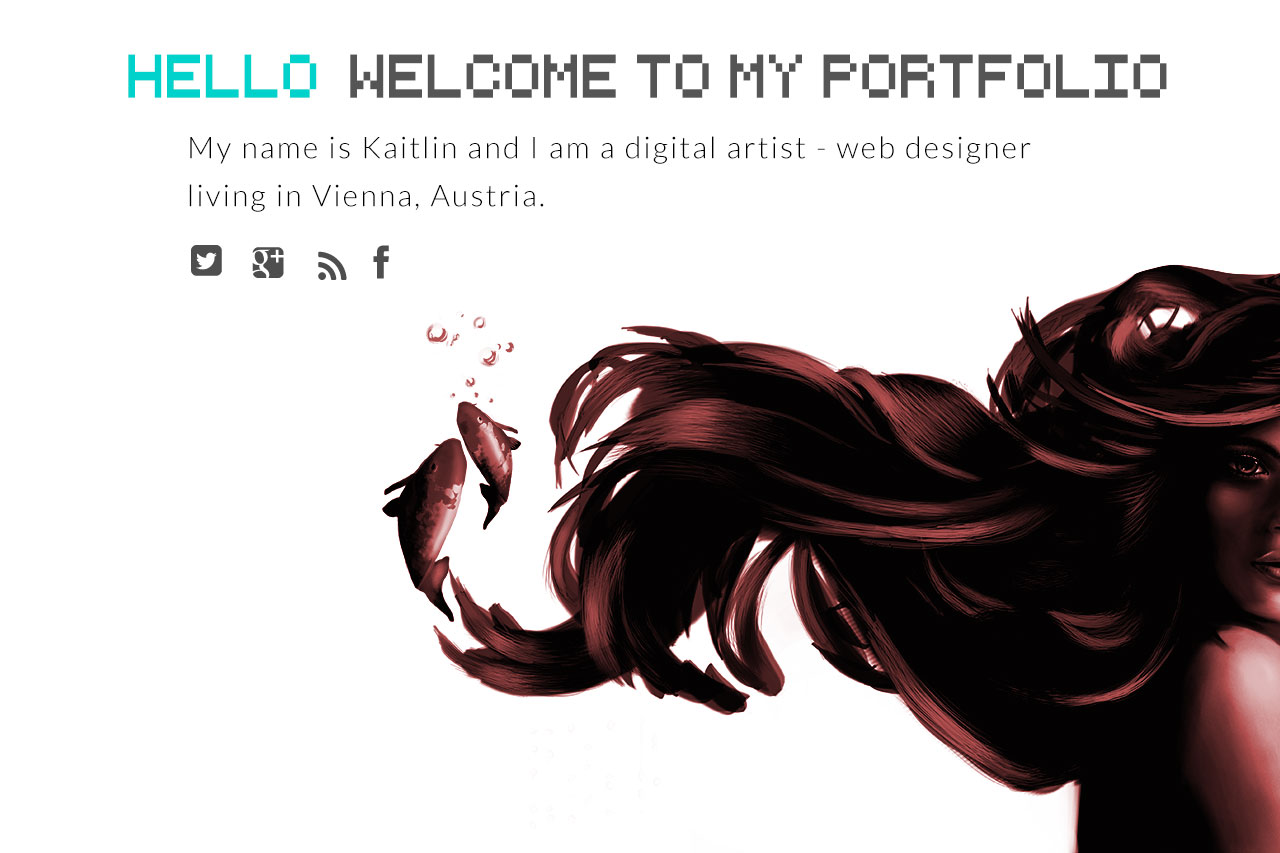 HELLO WELCOME TO MY PORTFOLIO
My name is Kaitlin and I am a digital artist - web designer
living in Vienna, Austria.
g+ f